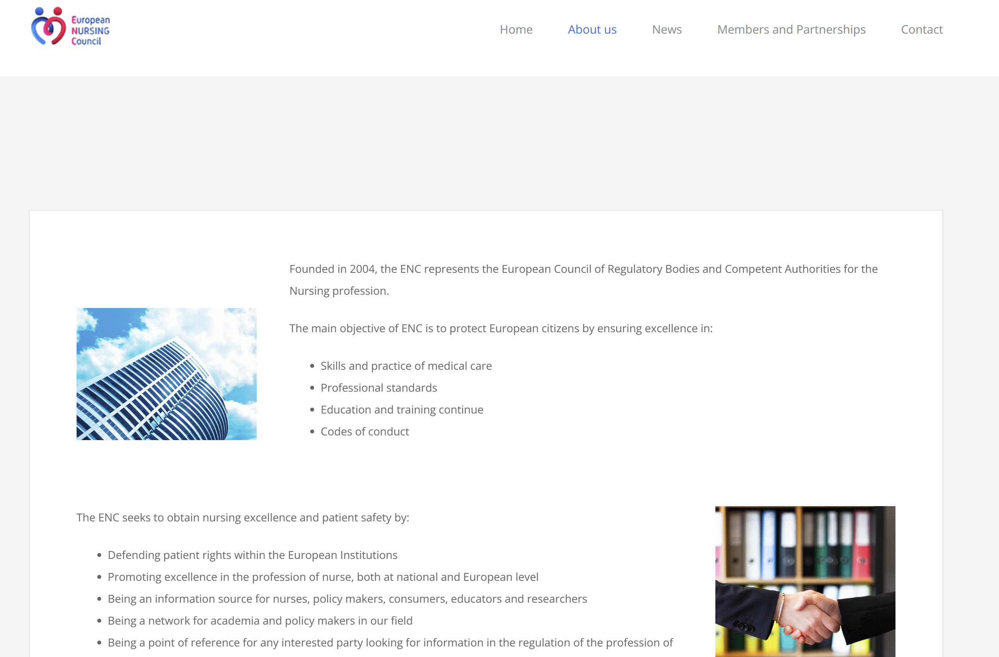 European
NURSING
Council
Home
About us
News
Members and Partnerships
Contact
Founded in 2004, the ENC represents the European Council of Regulatory Bodies and Competent Authorities for the
Nursing profession.
The main objective of ENC is to protect European citizens by ensuring excellence in:
Skills and practice of medical care
Professional standards
Education and training continue
Codes of conduct
The ENC seeks to obtain nursing excellence and patient safety by:
Defending patient rights within the European Institutions
Promoting excellence in the profession of nurse, both at national and European level
Being an information source for nurses, policy makers, consumers, educators and researchers
Being a network for academia and policy makers in our field
Being a point of reference for any interested party looking for information in the regulation of the profession of